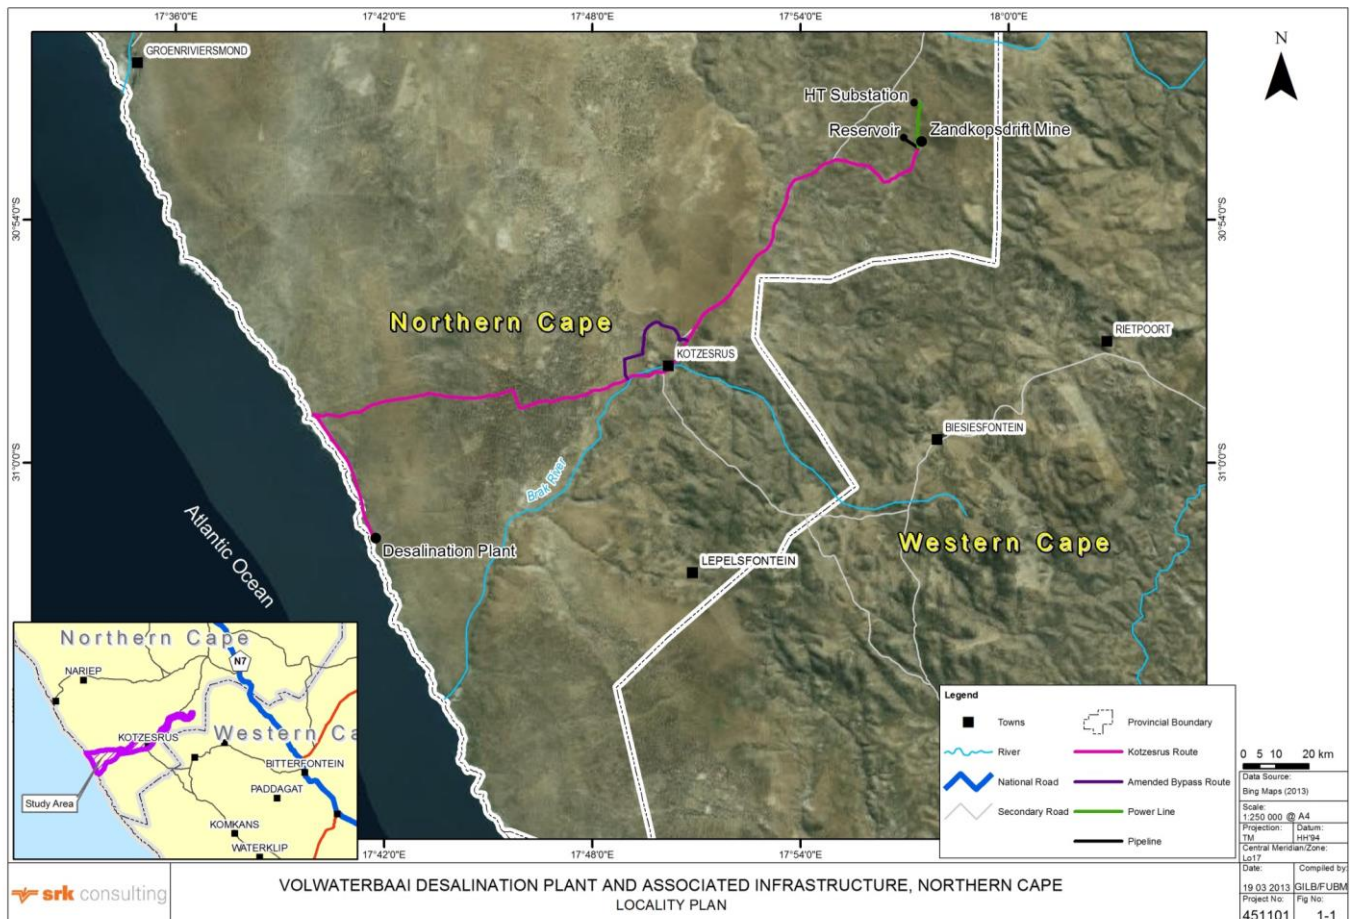 17°36'0"E
17°42'0"E
17°48'0"E
17°54'0"E
18°0'0"E
GROENRIVIERSMOND
N
HT Substation
Reservoir
Zandkopsdrift Mine
30°54'0"S
30°54'0"S
Northern Cape
RIETPOORT
KOTZESRUS
BIESIESFONTEIN
31°0'0"S
31°0'0"S
Brak River
Atlantic Ocean
Desalination Plant
Western Cape
LEPELSFONTEIN
Northern Cape
N7
NARIEP
KOTZESRUS
Western Ca
BITTERFONTEIN
PADDAGAT
Study Area
KOMKANS
WATERKLIP
Legend
Towns
Provincial Boundary
River
Kotzesrus Route
National Road
Amended Bypass Route
Secondary Road
Power Line
Pipeline
0 5 10 20 km
Data Source:
Bing Maps (2013)
Scale:
1:250 000 @ A4
Projection: Datum:
TM HH'94
Central Meridian/Zone:
Lo17
Date: Compiled by:
19 03 2013 GILB/FUBM
Project No: Fig No:
451101 1-1
17°42'0"E
17°48'0"E
17°54'0"E
srk consulting
VOLWATERBAAI DESALINATION PLANT AND ASSOCIATED INFRASTRUCTURE, NORTHERN CAPE
LOCALITY PLAN